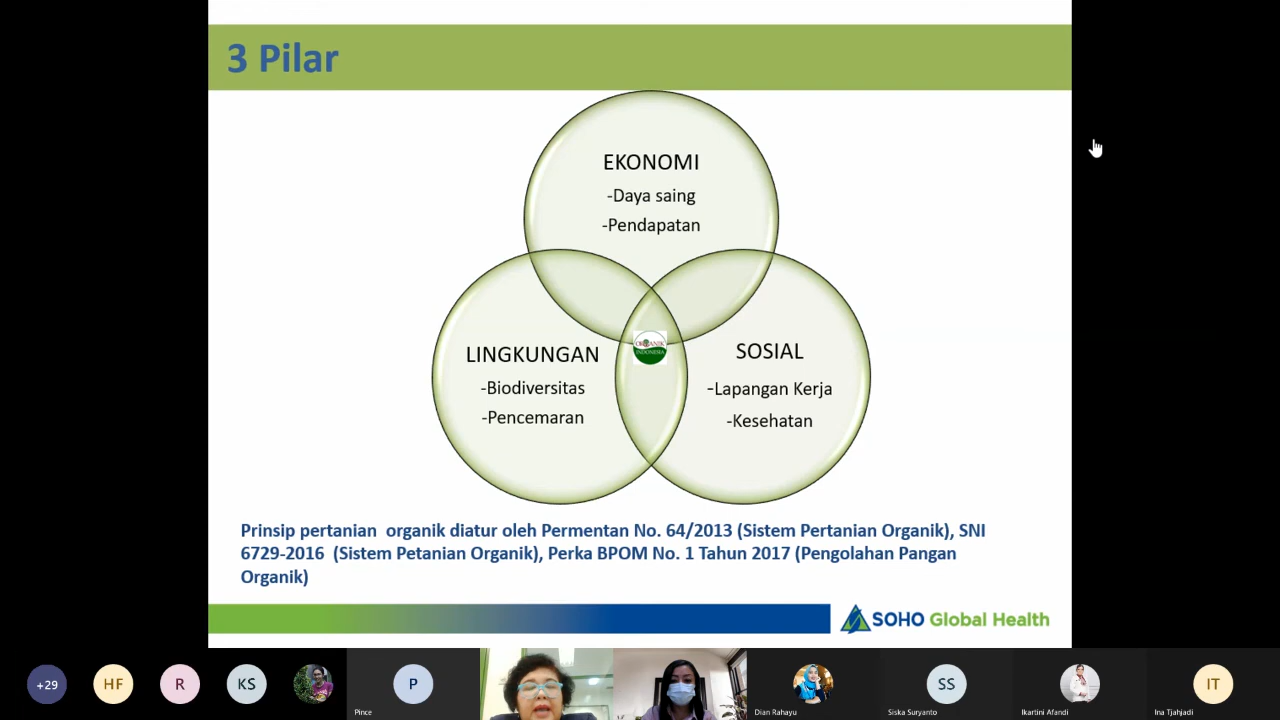 3 Pilar
EKONOMI
-Daya saing
-Pendapatan
LINGKUNGAN
-Biodiversitas
-Pencemaran
ORGANIK
INDONESIA
SOSIAL
-Lapangan Kerja
-Kesehatan
Prinsip pertanian organik diatur oleh Permentan No. 64/2013 (Sistem Pertanian Organik), SNI
6729-2016 (Sistem Petanian Organik), Perka BPOM No. 1 Tahun 2017 (Pengolahan Pangan
Organik)
SOHO Global Health
+29
HF
R
KS
P
Pince
Dian Rahayu
SS
Siska Suryanto
Ikartini Afandi
IT
Ina Tjahjadi